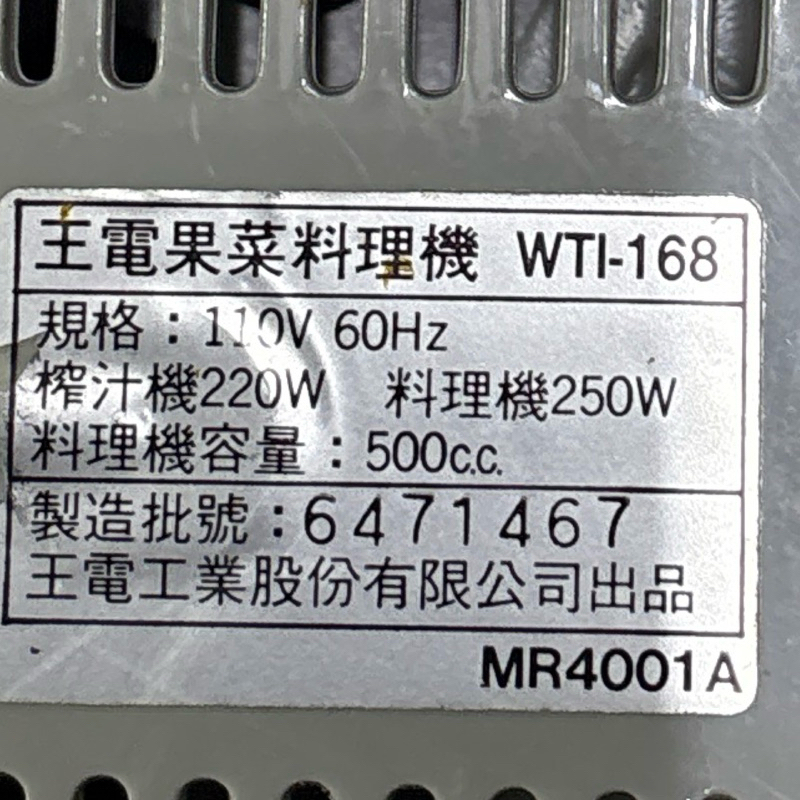 王電果菜料理機 WTI-168
規格：110V 60Hz
榨汁機220W 料理機250W
料理機容量：500c.c.
製造批號：6471467
王電工業股份有限公司出品
MR4001A